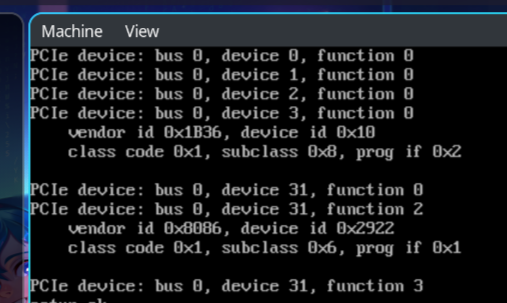 Machine View
PCIe device: bus 0, device 0, function 0
PCIe device: bus 0, device 1, function 0
PCIe device: bus 0, device 2, function 0
PCIe device: bus 0, device 3, function 0
vendor id 0x1B36, device id 0x10
class code 0x1, subclass 0x8, prog if 0x2
PCIe device: bus 0, device 31, function 0
PCIe device: bus 0, device 31, function 2
vendor id 0x8086, device id 0x2922
class code 0x1, subclass 0x6, prog if 0x1
PCIe device: bus 0, device 31, function 3